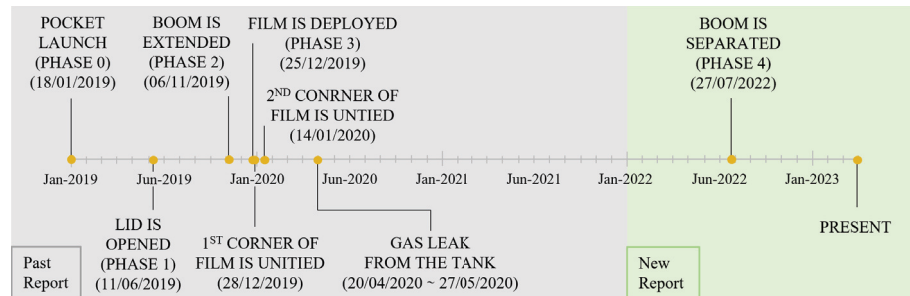 POCKET
LAUNCH
(PHASE 0)
(18/01/2019)
BOOM IS
EXTENDED
(PHASE 2)
(06/11/2019)
FILM IS DEPLOYED
(PHASE 3)
(25/12/2019)
2ND CONRNER OF
FILM IS UNTIED
(14/01/2020)
BOOM IS
SEPARATED
(PHASE 4)
(27/07/2022)
Jan-2019
Jun-2019
Jan-2020
Jun-2020
Jan-2021
Jun-2021
Jan-2022
Jun-2022
Jan-2023
LID IS
OPENED
(PHASE 1)
(11/06/2019)
1ST CORNER OF
FILM IS UNITIED
(28/12/2019)
GAS LEAK
FROM THE TANK
(20/04/2020 ~ 27/05/2020)
PRESENT
Past
Report
New
Report